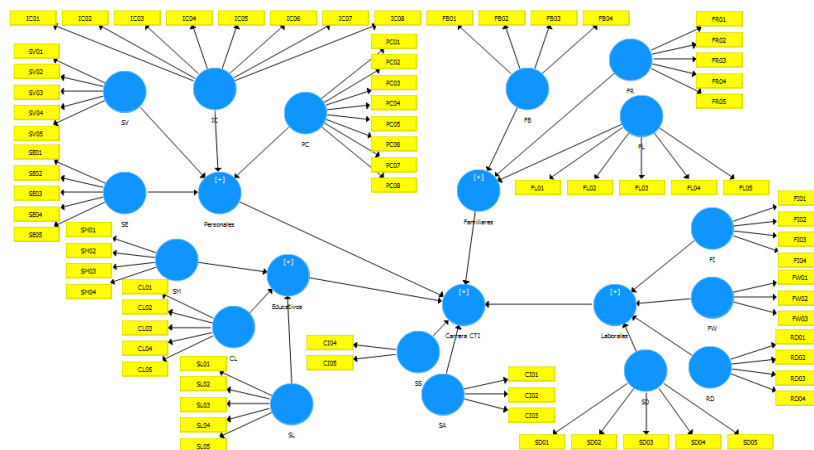 IC01
IC02
IC03
IC04
IC05
IC06
IC07
IC08
FB01
FB02
FB03
FB04
FR01
FR02
FR03
FR04
FR05
SV01
SV02
SV03
SV04
SV05
SV
IC
PC
PC01
PC02
PC03
PC04
PC05
PC06
PC07
PC08
FB
FR
FL
FL01
FL02
FL03
FL04
FL05
SE01
SE02
SE03
SE04
SE05
SE
[+]
Personales
[+]
Familiares
FI01
FI02
FI03
FI04
FI
SM01
SM02
SM03
SM04
SM
[+]
Educativos
[+]
Carrera CTI
[+]
Laborales
FW
FW01
FW02
FW03
CL01
CL02
CL03
CL04
CL05
CL
CI04
CI05
SS
SA
CI01
CI02
CI03
SL01
SL02
SL03
SL04
SL05
SL
SD
RD
RD01
RD02
RD03
RD04
SD01
SD02
SD03
SD04
SD05